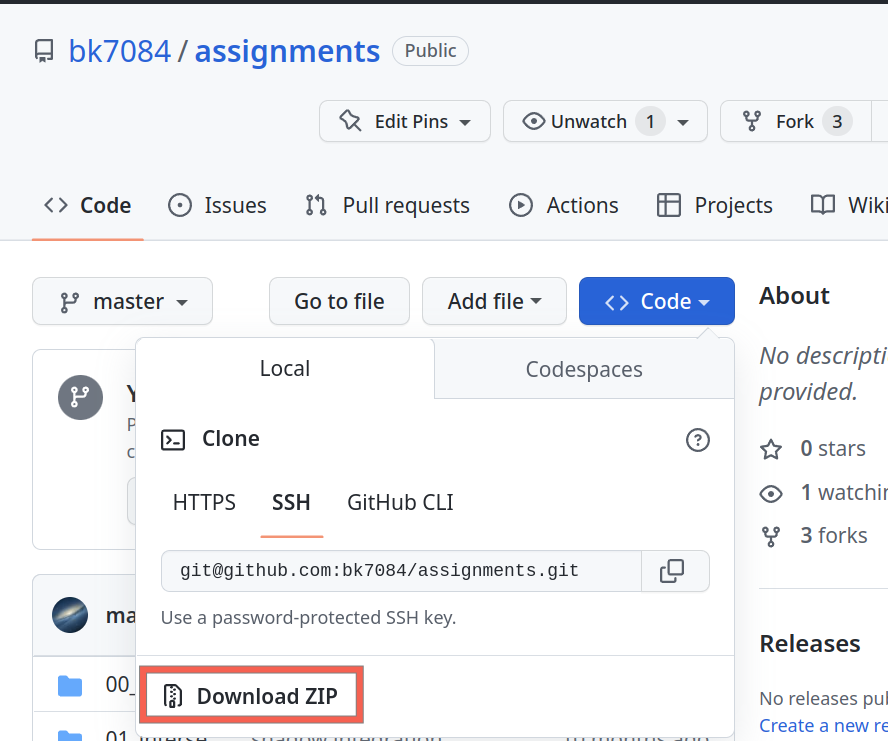 bk7084 / assignments Public
Edit Pins Unwatch 1 Fork 3
Code Issues Pull requests Actions Projects Wiki
master Go to file Add file Code
About
No descripti
provided.
Local Codespaces
Clone
HTTPS SSH GitHub CLI
git@github.com:bk7084/assignments.git
Use a password-protected SSH key.
Download ZIP
0 stars
1 watchin
3 forks
ma
00_
Releases
No releases pub
Create a new re